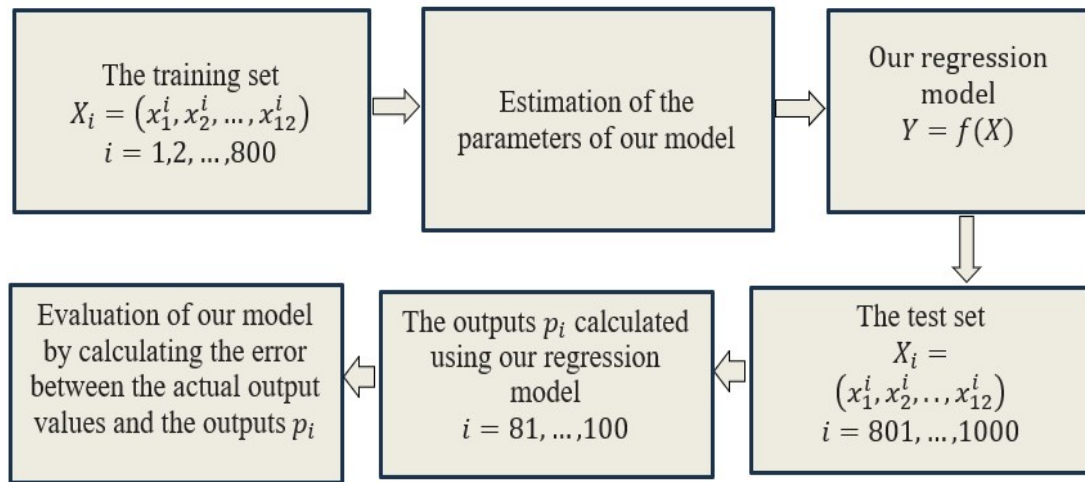 The training set
X_i = (x_1^i, x_2^i, ..., x_12^i)
i = 1,2, ...,800
Estimation of the
parameters of our model
Our regression
model
Y = f(X)
The test set
X_i =
(x_1^i, x_2^i, . . , x_12^i)
i = 801, ...,1000
The outputs p_i calculated
using our regression
model
i = 81, ...,100
Evaluation of our model
by calculating the error
between the actual output
values and the outputs p_i